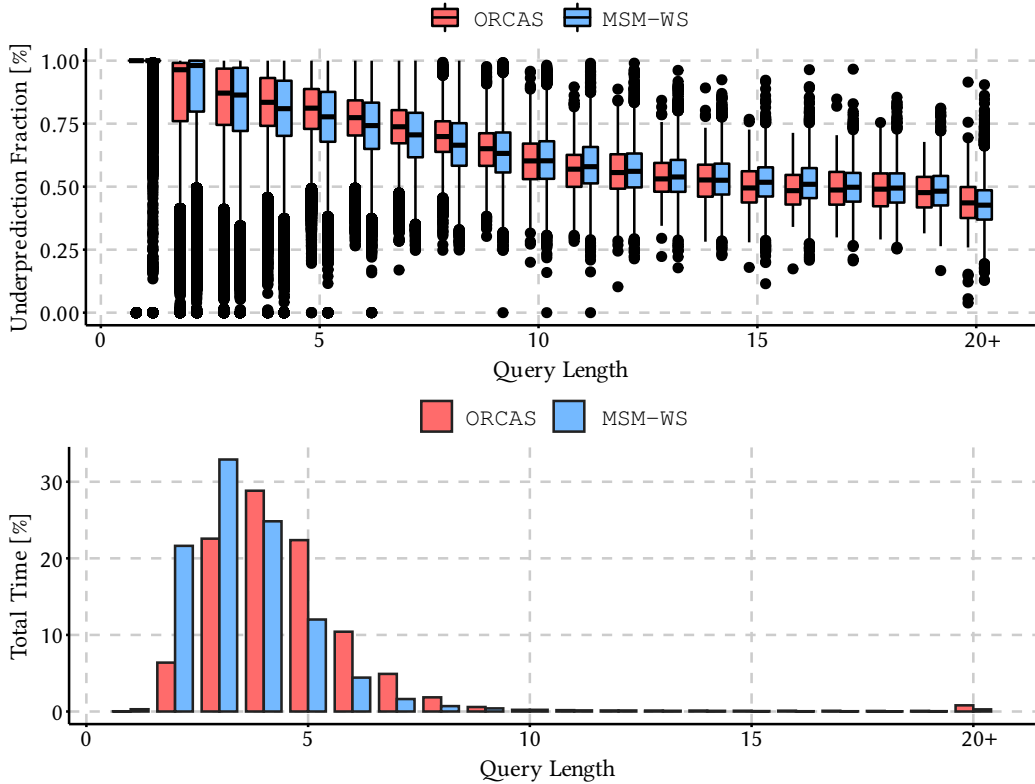 ORCAS MSM-WS
Underprediction Fraction [%]
1.00
0.75
0.50
0.25
0.00
0 5 10 15 20+
Query Length
ORCAS MSM-WS
Total Time [%]
30
20
10
0
0 5 10 15 20+
Query Length